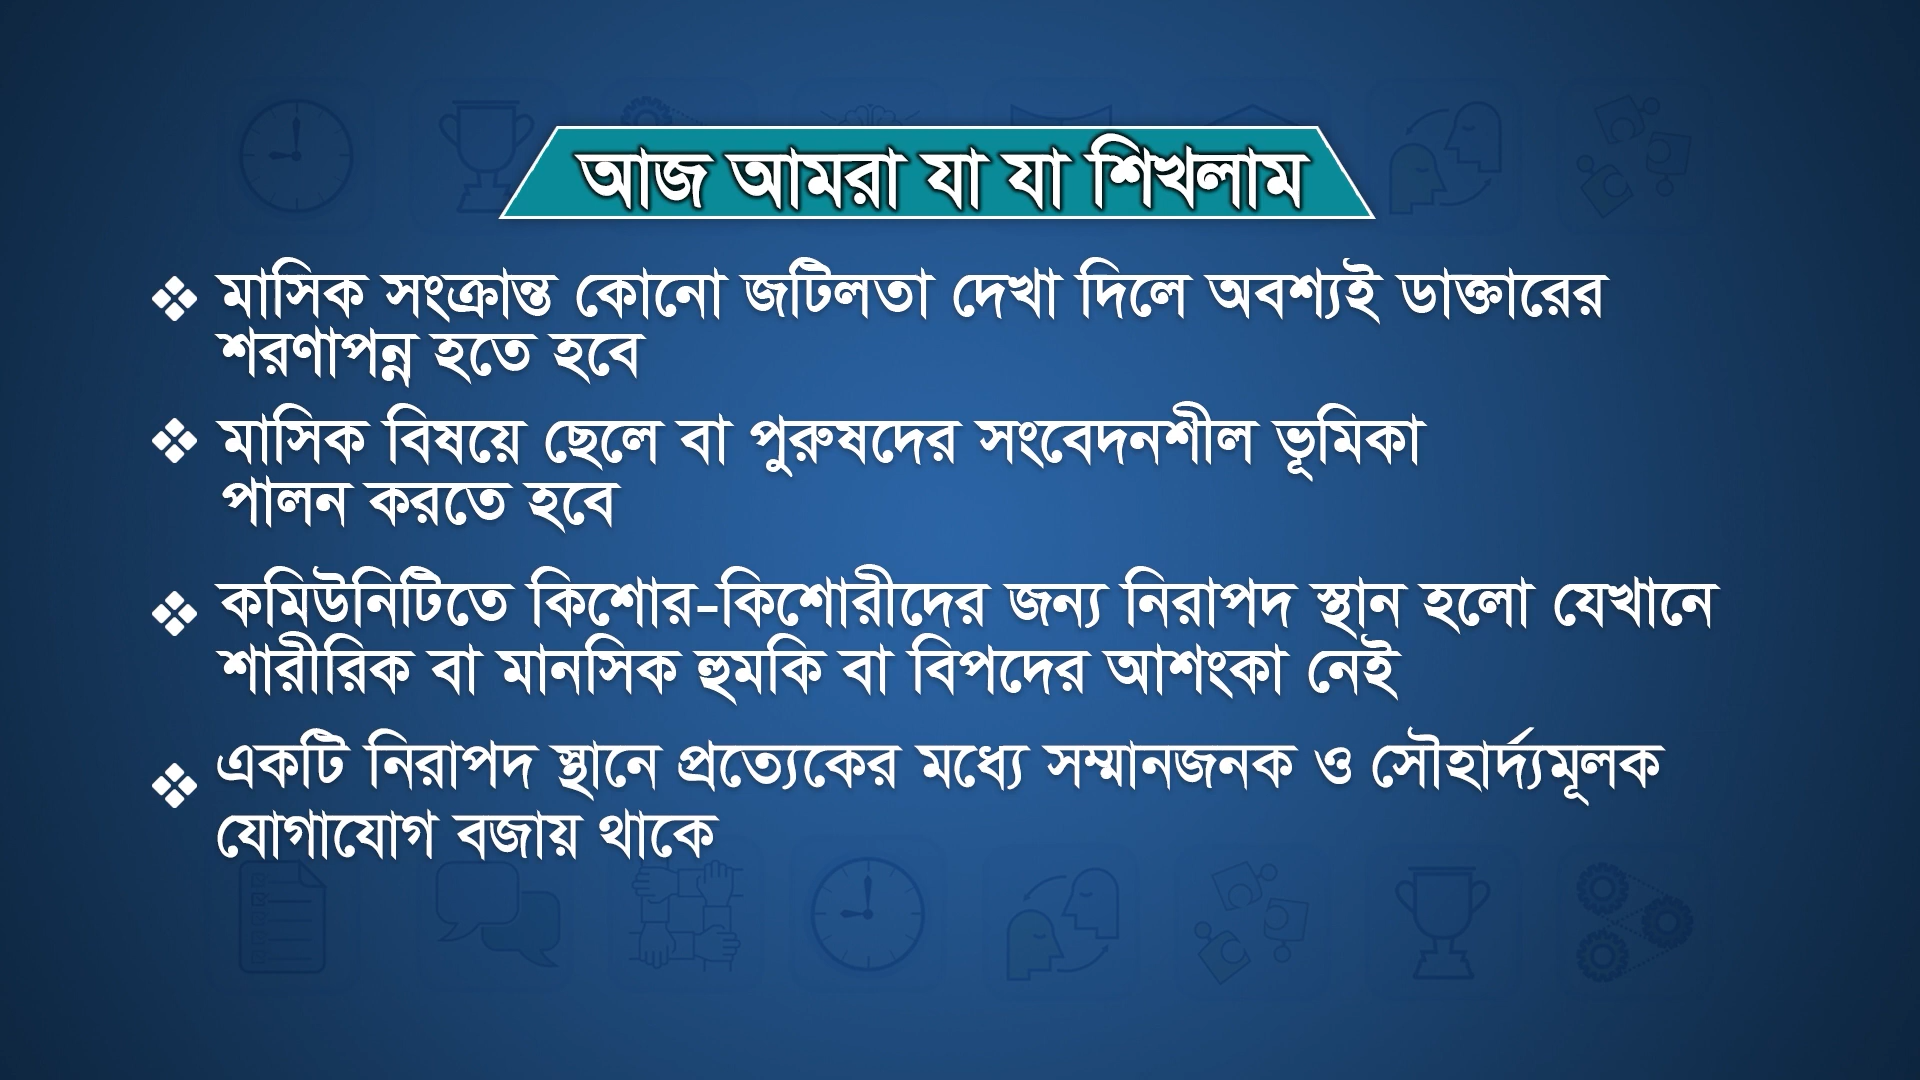 আজ আমরা যা যা শিখলাম
মাসিক সংক্রান্ত কোনো জটিলতা দেখা দিলে অবশ্যই ডাক্তারের
শরণাপন্ন হতে হবে
মাসিক বিষয়ে ছেলে বা পুরুষদের সংবেদনশীল ভূমিকা
পালন করতে হবে
কমিউনিটিতে কিশোর-কিশোরীদের জন্য নিরাপদ স্থান হলো যেখানে
শারীরিক বা মানসিক হুমকি বা বিপদের আশংকা নেই
একটি নিরাপদ স্থানে প্রত্যেকের মধ্যে সম্মানজনক ও সৌহার্দ্যমূলক
যোগাযোগ বজায় থাকে